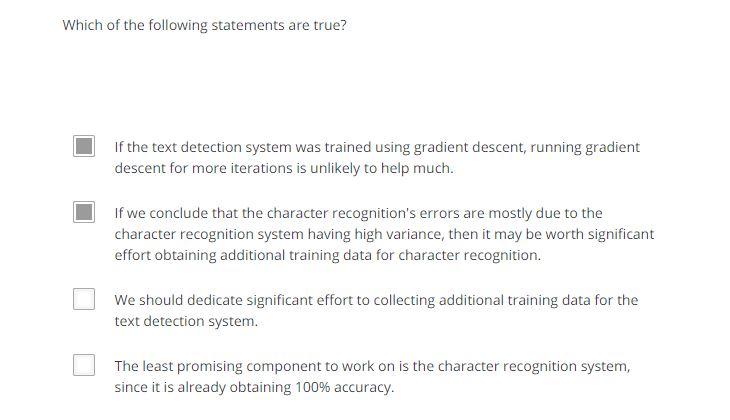 Which of the following statements are true?
If the text detection system was trained using gradient descent, running gradient
descent for more iterations is unlikely to help much.
If we conclude that the character recognition's errors are mostly due to the
character recognition system having high variance, then it may be worth significant
effort obtaining additional training data for character recognition.
We should dedicate significant effort to collecting additional training data for the
text detection system.
The least promising component to work on is the character recognition system,
since it is already obtaining 100% accuracy.